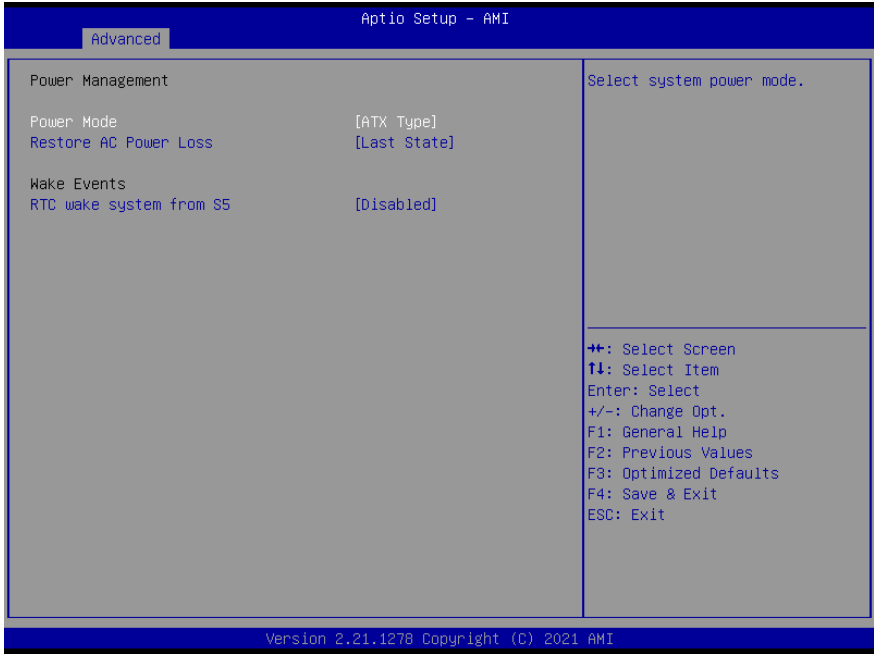 Aptio Setup – AMI
Advanced
Power Management
Power Mode [ATX Type]
Restore AC Power Loss [Last State]
Wake Events
RTC wake system from S5 [Disabled]
Select system power mode.
→←: Select Screen
↑↓: Select Item
Enter: Select
+/-: Change Opt.
F1: General Help
F2: Previous Values
F3: Optimized Defaults
F4: Save & Exit
ESC: Exit
Version 2.21.1278 Copyright (C) 2021 AMI